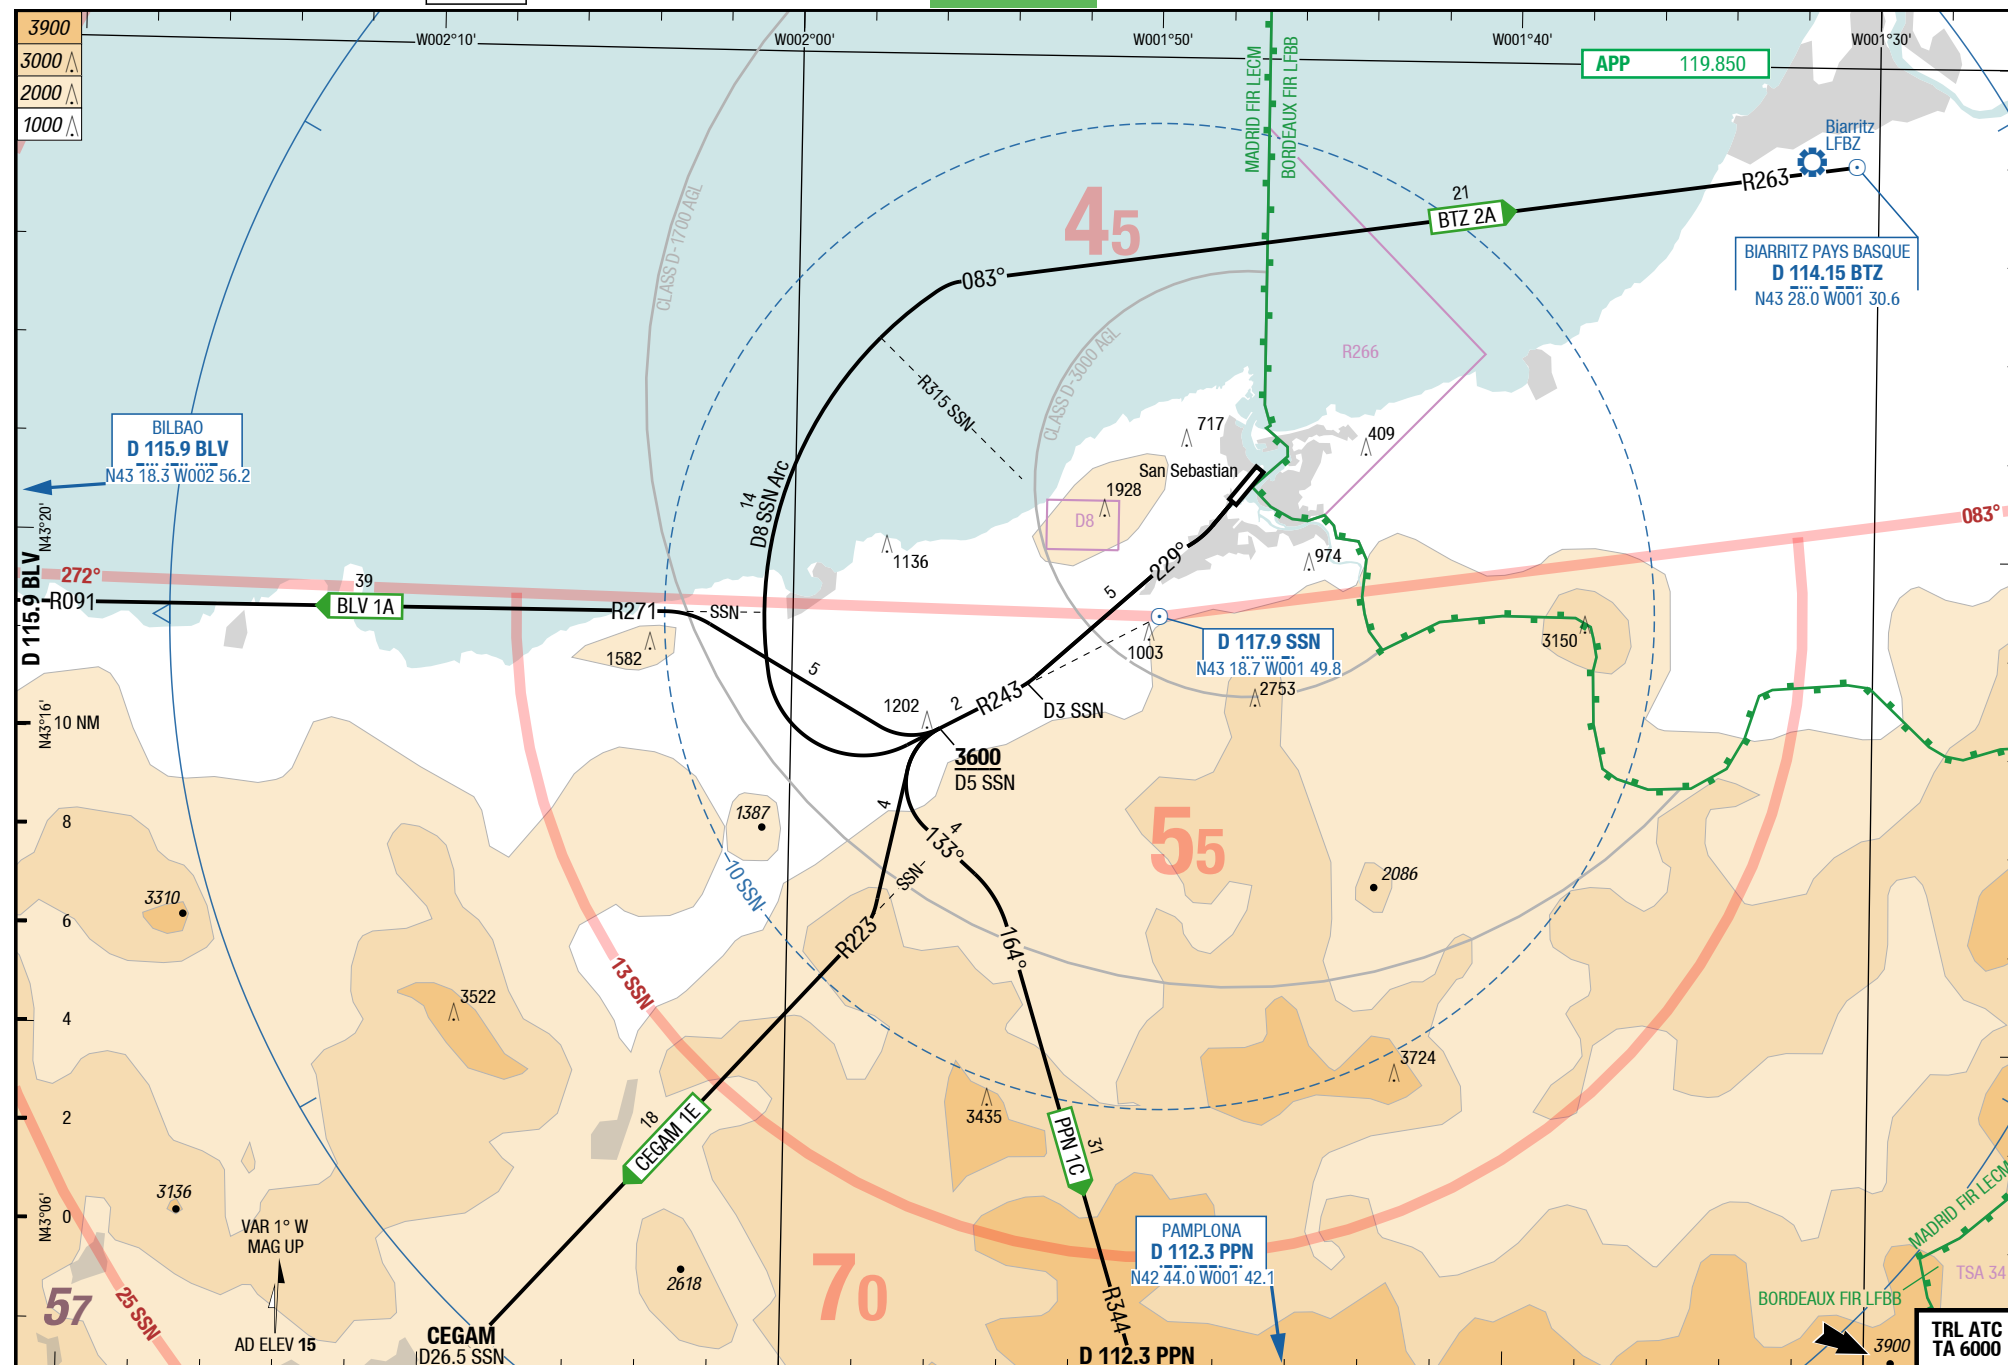 3900
3000
2000
1000
W002°10'
W002°00'
W001°50'
W001°40'
W001°30'
MADRID FIR LECM
BORDEAUX FIR LFBB
APP 119.850
Biarritz
LFBZ
R263
21
BTZ 2A
BIARRITZ PAYS BASQUE
D 114.15 BTZ
N43 28.0 W001 30.6
CLASS D-1700 AGL
45
083°
R266
CLASS D-3000 AGL
R315 SSN
BILBAO
D 115.9 BLV
N43 18.3 W002 56.2
717
409
San Sebastian
1928
D8
14
D8 SSN Arc
N43°20'
083°
1136
974
229°
5
272°
39
D 115.9 BLV
R091
BLV 1A
R271
SSN
1582
1003
D 117.9 SSN
N43 18.7 W001 49.8
3150
5
2753
1202
2
R243
D3 SSN
N43°16'
10 NM
3600
D5 SSN
4
4
133°
1387
8
55
10 SSN
SSN
2086
3310
6
R223
164°
13 SSN
3522
4
3724
3435
2
18
CEGAM 1E
PPN 1C
31
3136
N43°06'
0
VAR 1° W
MAG UP
PAMPLONA
D 112.3 PPN
N42 44.0 W001 42.1
MADRID FIR LECM
TSA 34
BORDEAUX FIR LFBB
57
25 SSN
2618
70
R344
AD ELEV 15
CEGAM
D26.5 SSN
D 112.3 PPN
3900
TRL ATC
TA 6000